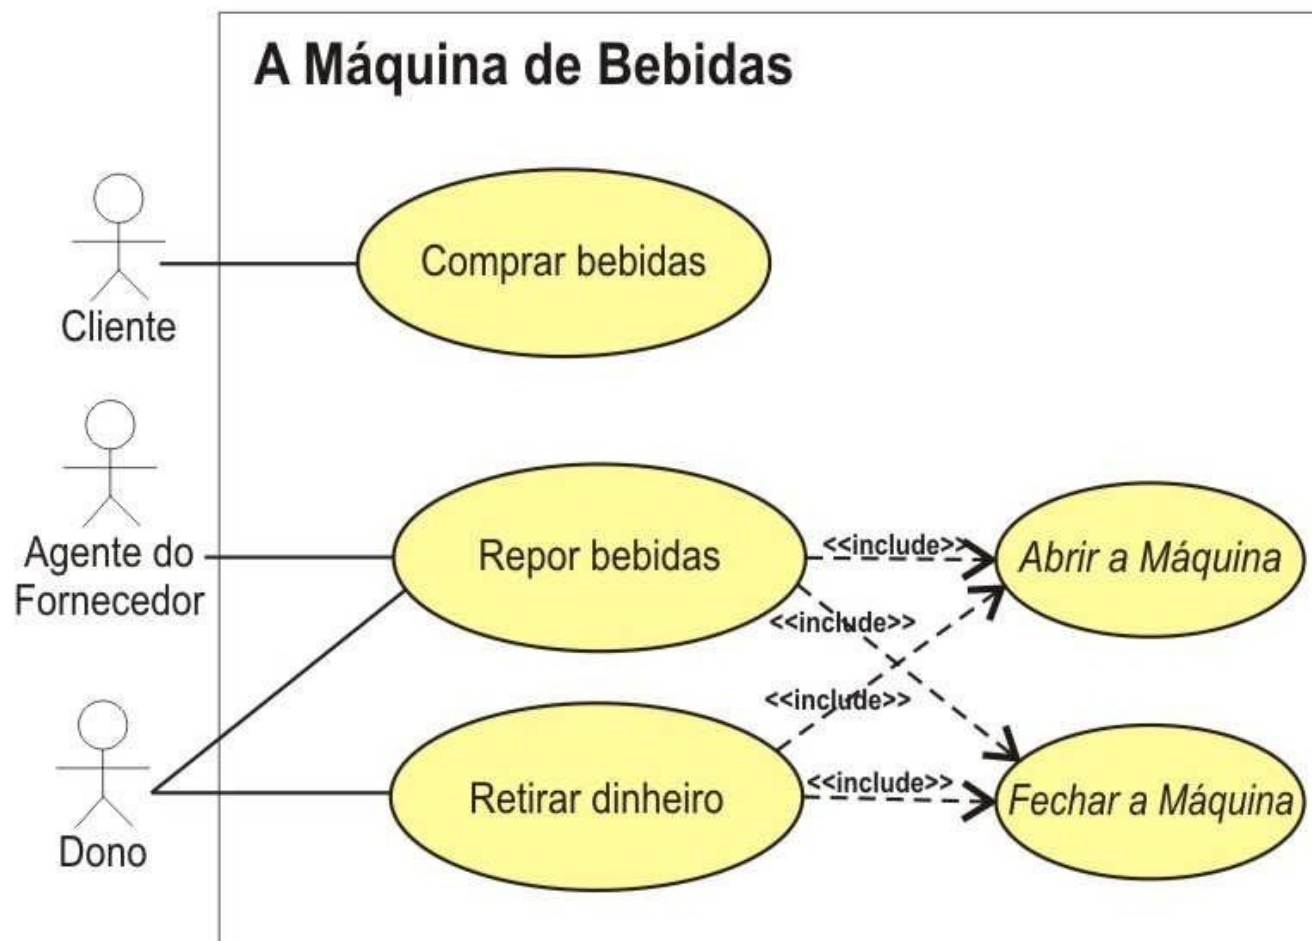 A Máquina de Bebidas
Comprar bebidas
Cliente
Agente do
Fornecedor
Repor bebidas
<<include>>
Abrir a Máquina
<<include>>
<<include>>
Retirar dinheiro
<<include>>
Fechar a Máquina
Dono